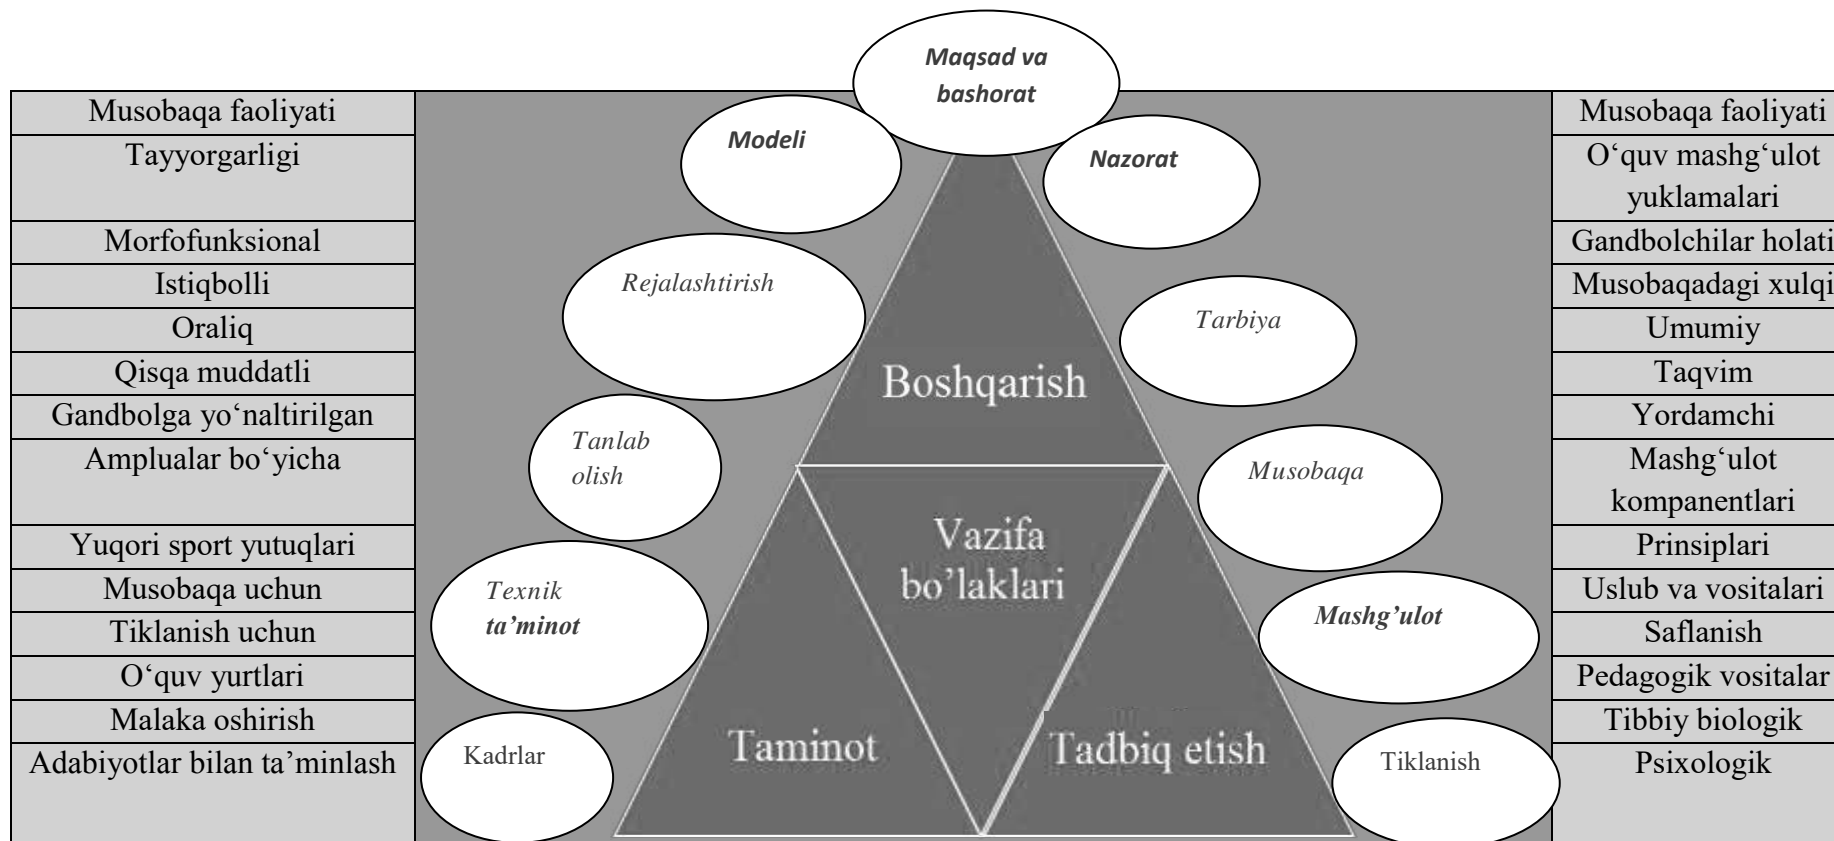 Maqsad va
bashorat
Musobaqa faoliyati
Tayyorgarligi
Morfofunksional
Istiqbolli
Oraliq
Qisqa muddatli
Gandbolga yo‘naltirilgan
Amplualar bo‘yicha
Yuqori sport yutuqlari
Musobaqa uchun
Tiklanish uchun
O‘quv yurtlari
Malaka oshirish
Adabiyotlar bilan ta’minlash
Modeli
Nazorat
Rejalashtirish
Tarbiya
Boshqarish
Tanlab
olish
Musobaqa
Vazifa
bo’laklari
Texnik
ta’minot
Mashg’ulot
Taminot
Tadbiq etish
Kadrlar
Tiklanish
Musobaqa faoliyati
O‘quv mashg‘ulot
yuklamalari
Gandbolchilar holati
Musobaqadagi xulqi
Umumiy
Taqvim
Yordamchi
Mashg‘ulot
kompanentlari
Prinsiplari
Uslub va vositalari
Saflanish
Pedagogik vositalar
Tibbiy biologik
Psixologik